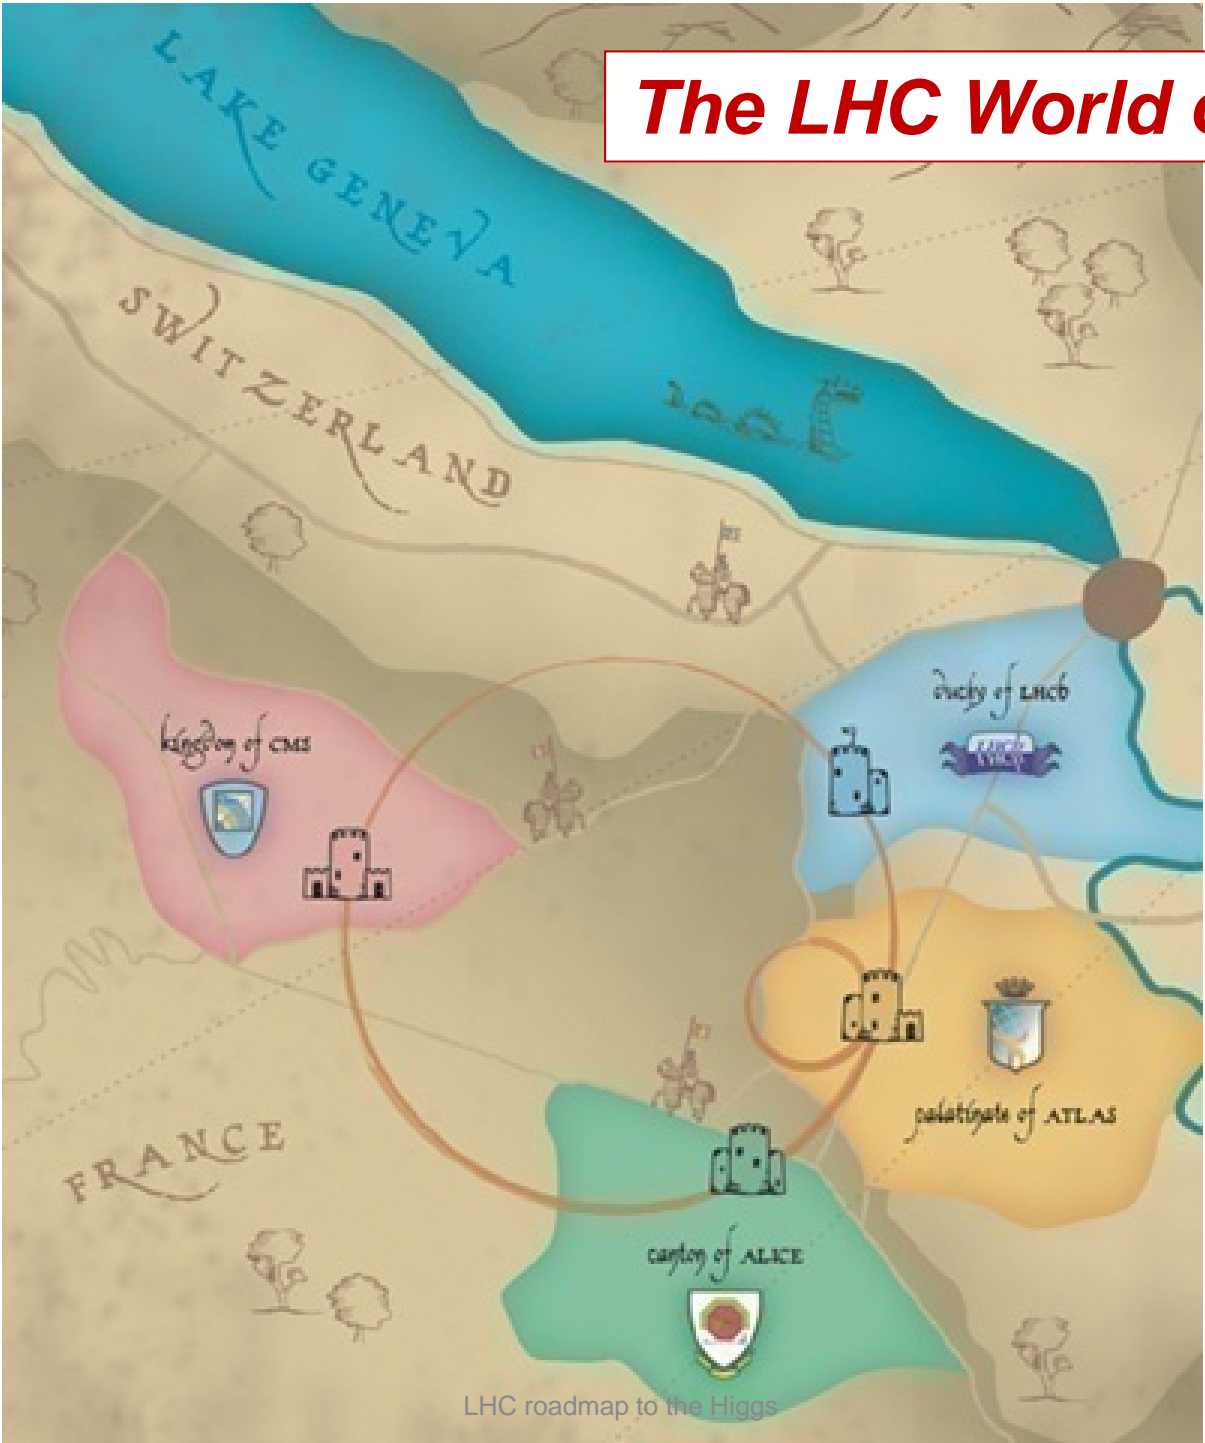 The LHC World
LAKE GENEVA
SWITZERLAND
duchy of LHCb
kingdom of CMS
palatinate of ATLAS
FRANCE
canton of ALICE
LHC roadmap to the Higgs